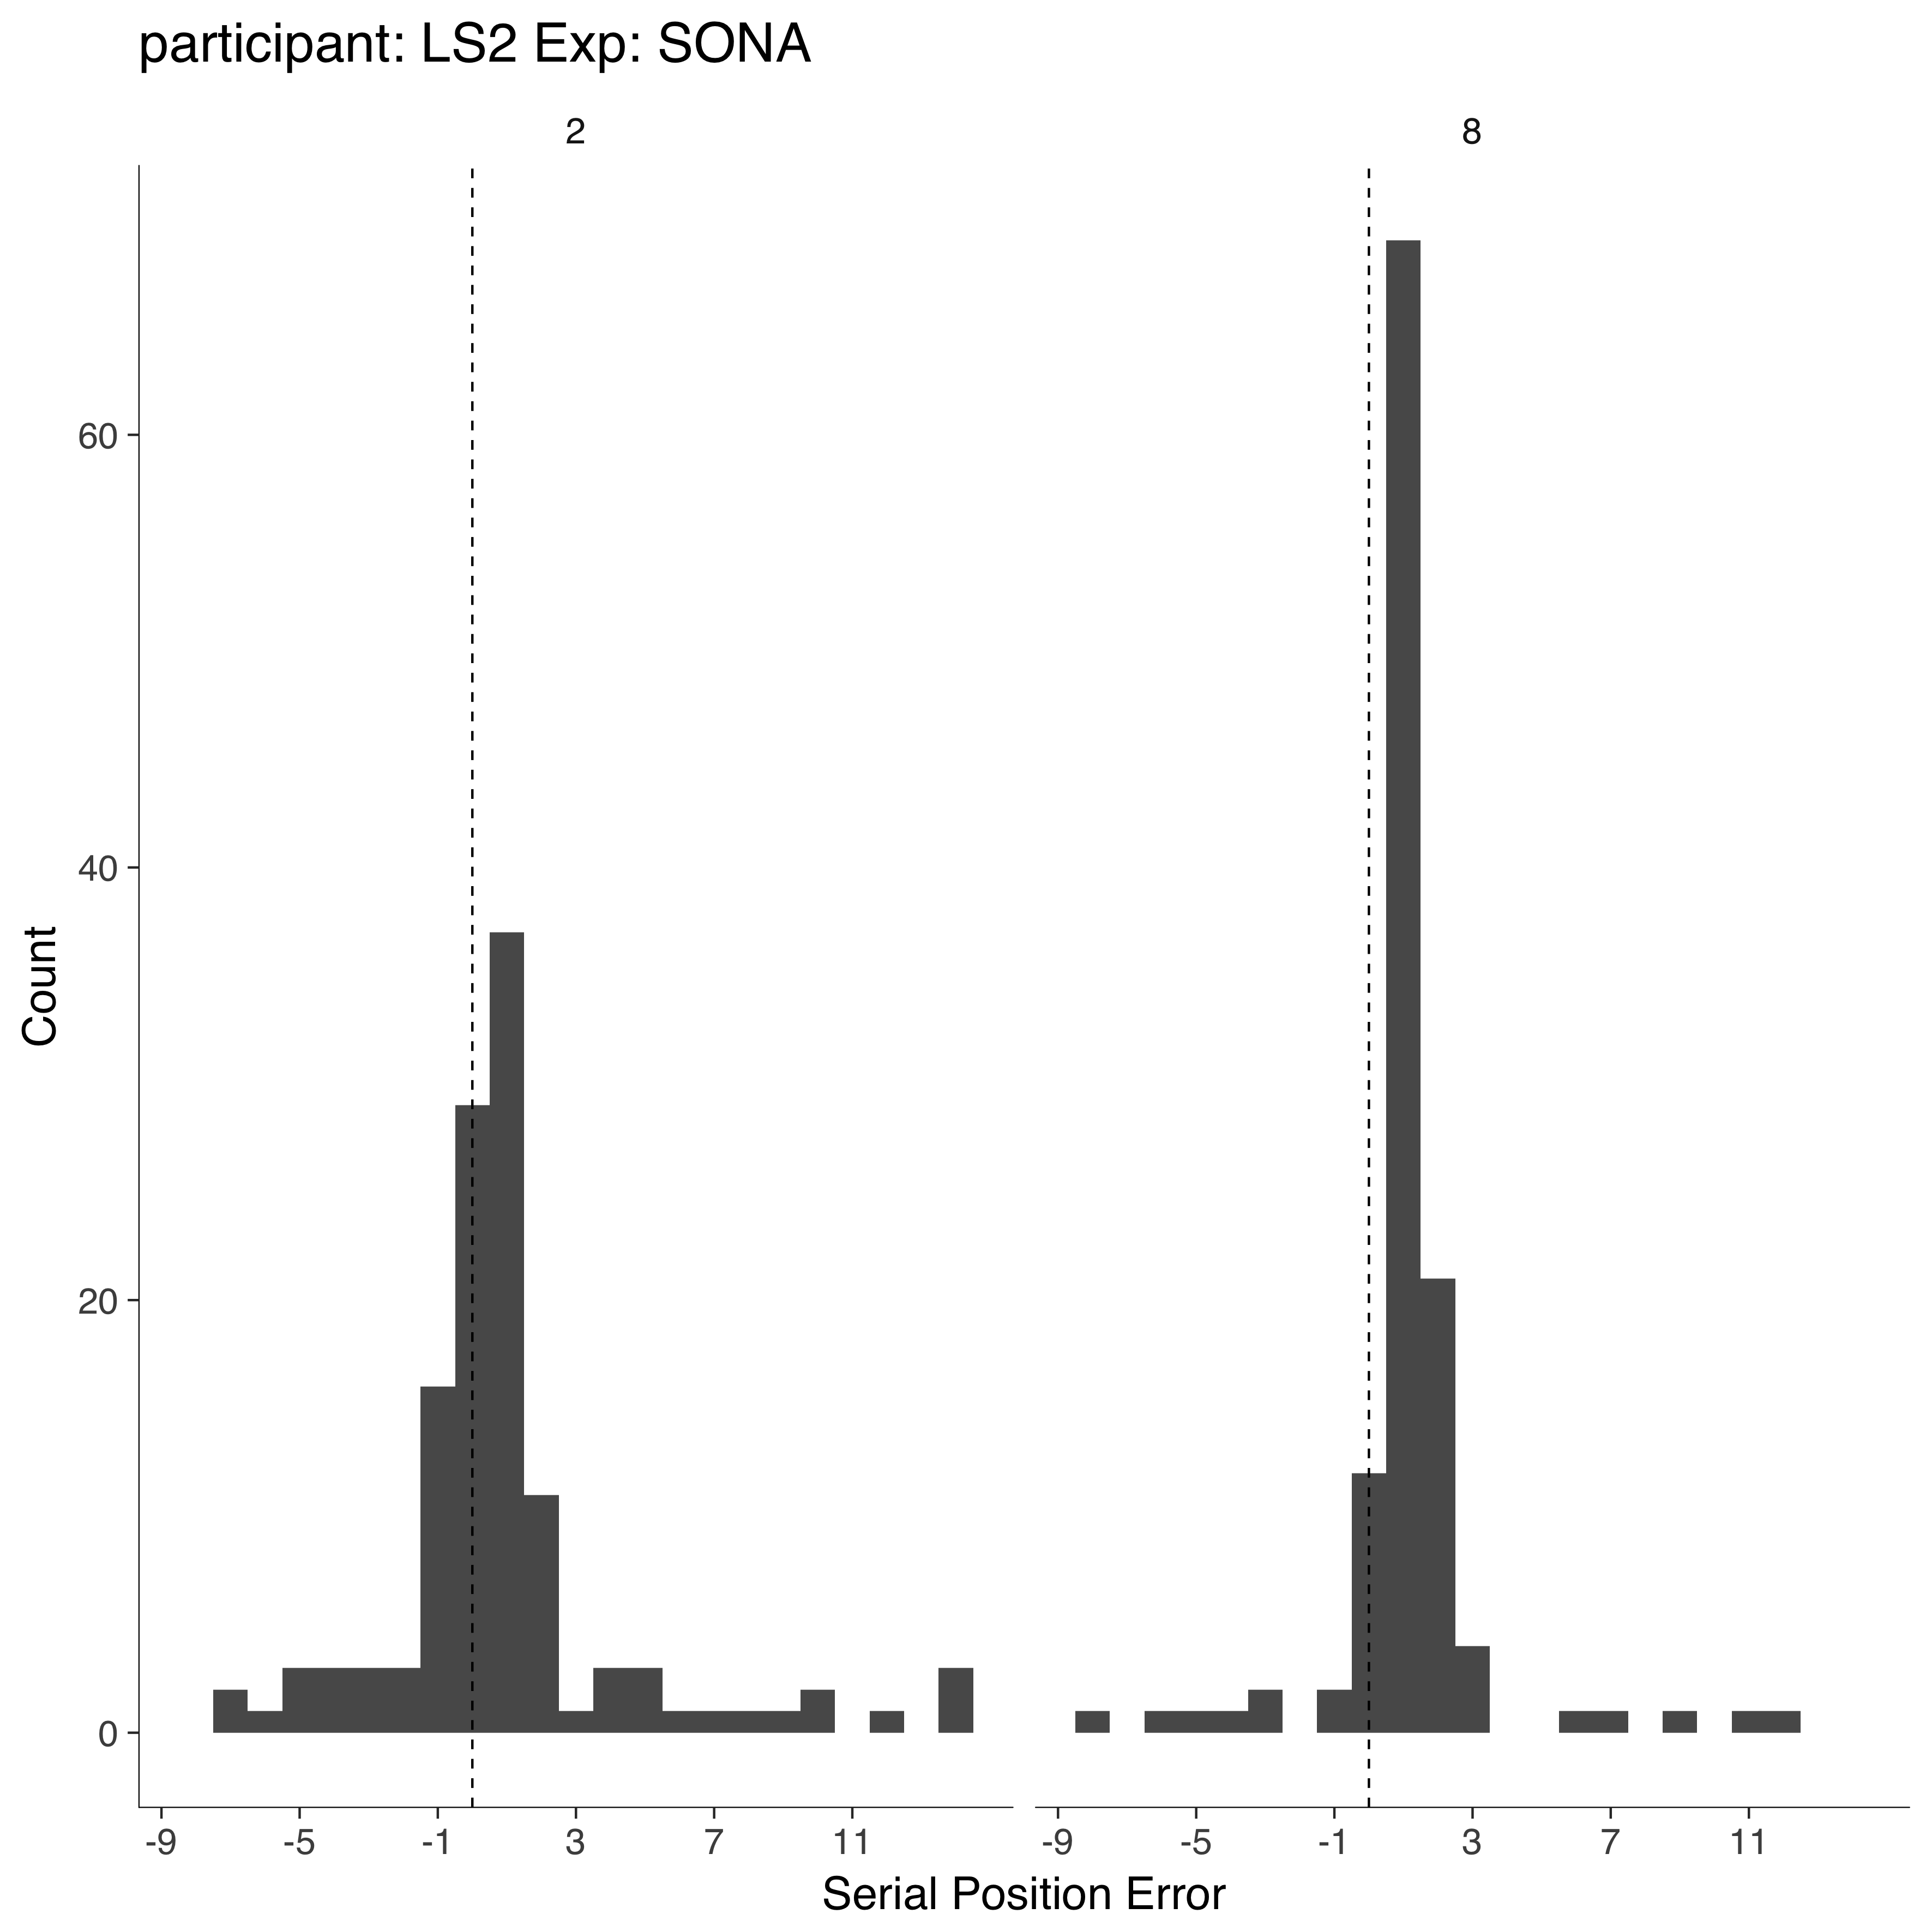 participant: LS2 Exp: SONA
2 8
Count
60
40
20
0
-9 -5 -1 3 7 11 -9 -5 -1 3 7 11
Serial Position Error